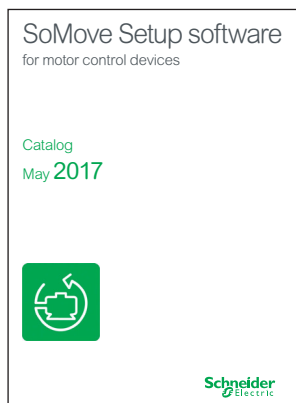 SoMove Setup software
for motor control devices
Catalog
May 2017
Schneider
Electric